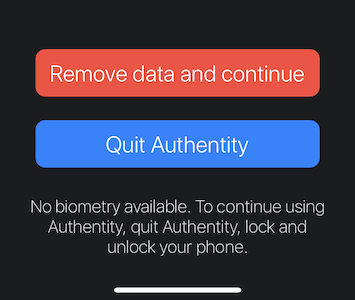 Remove data and continue
Quit Authentity
No biometry available. To continue using
Authentity, quit Authentity, lock and
unlock your phone.